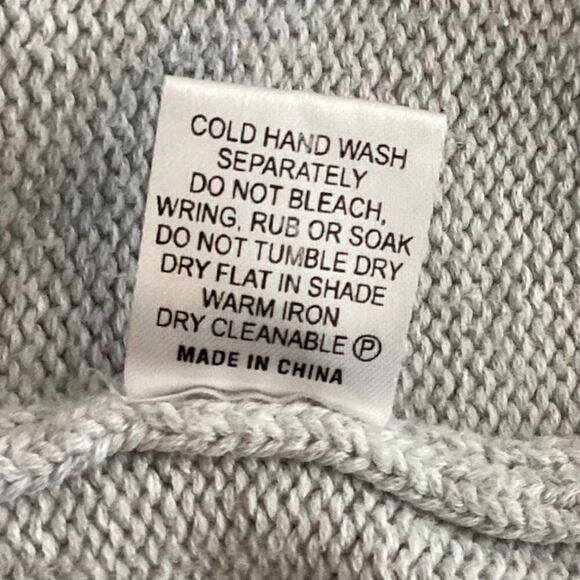 COLD HAND WASH
SEPARATELY
DO NOT BLEACH,
WRING, RUB OR SOAK
DO NOT TUMBLE DRY
DRY FLAT IN SHADE
WARM IRON
DRY CLEANABLE Ⓟ
MADE IN CHINA